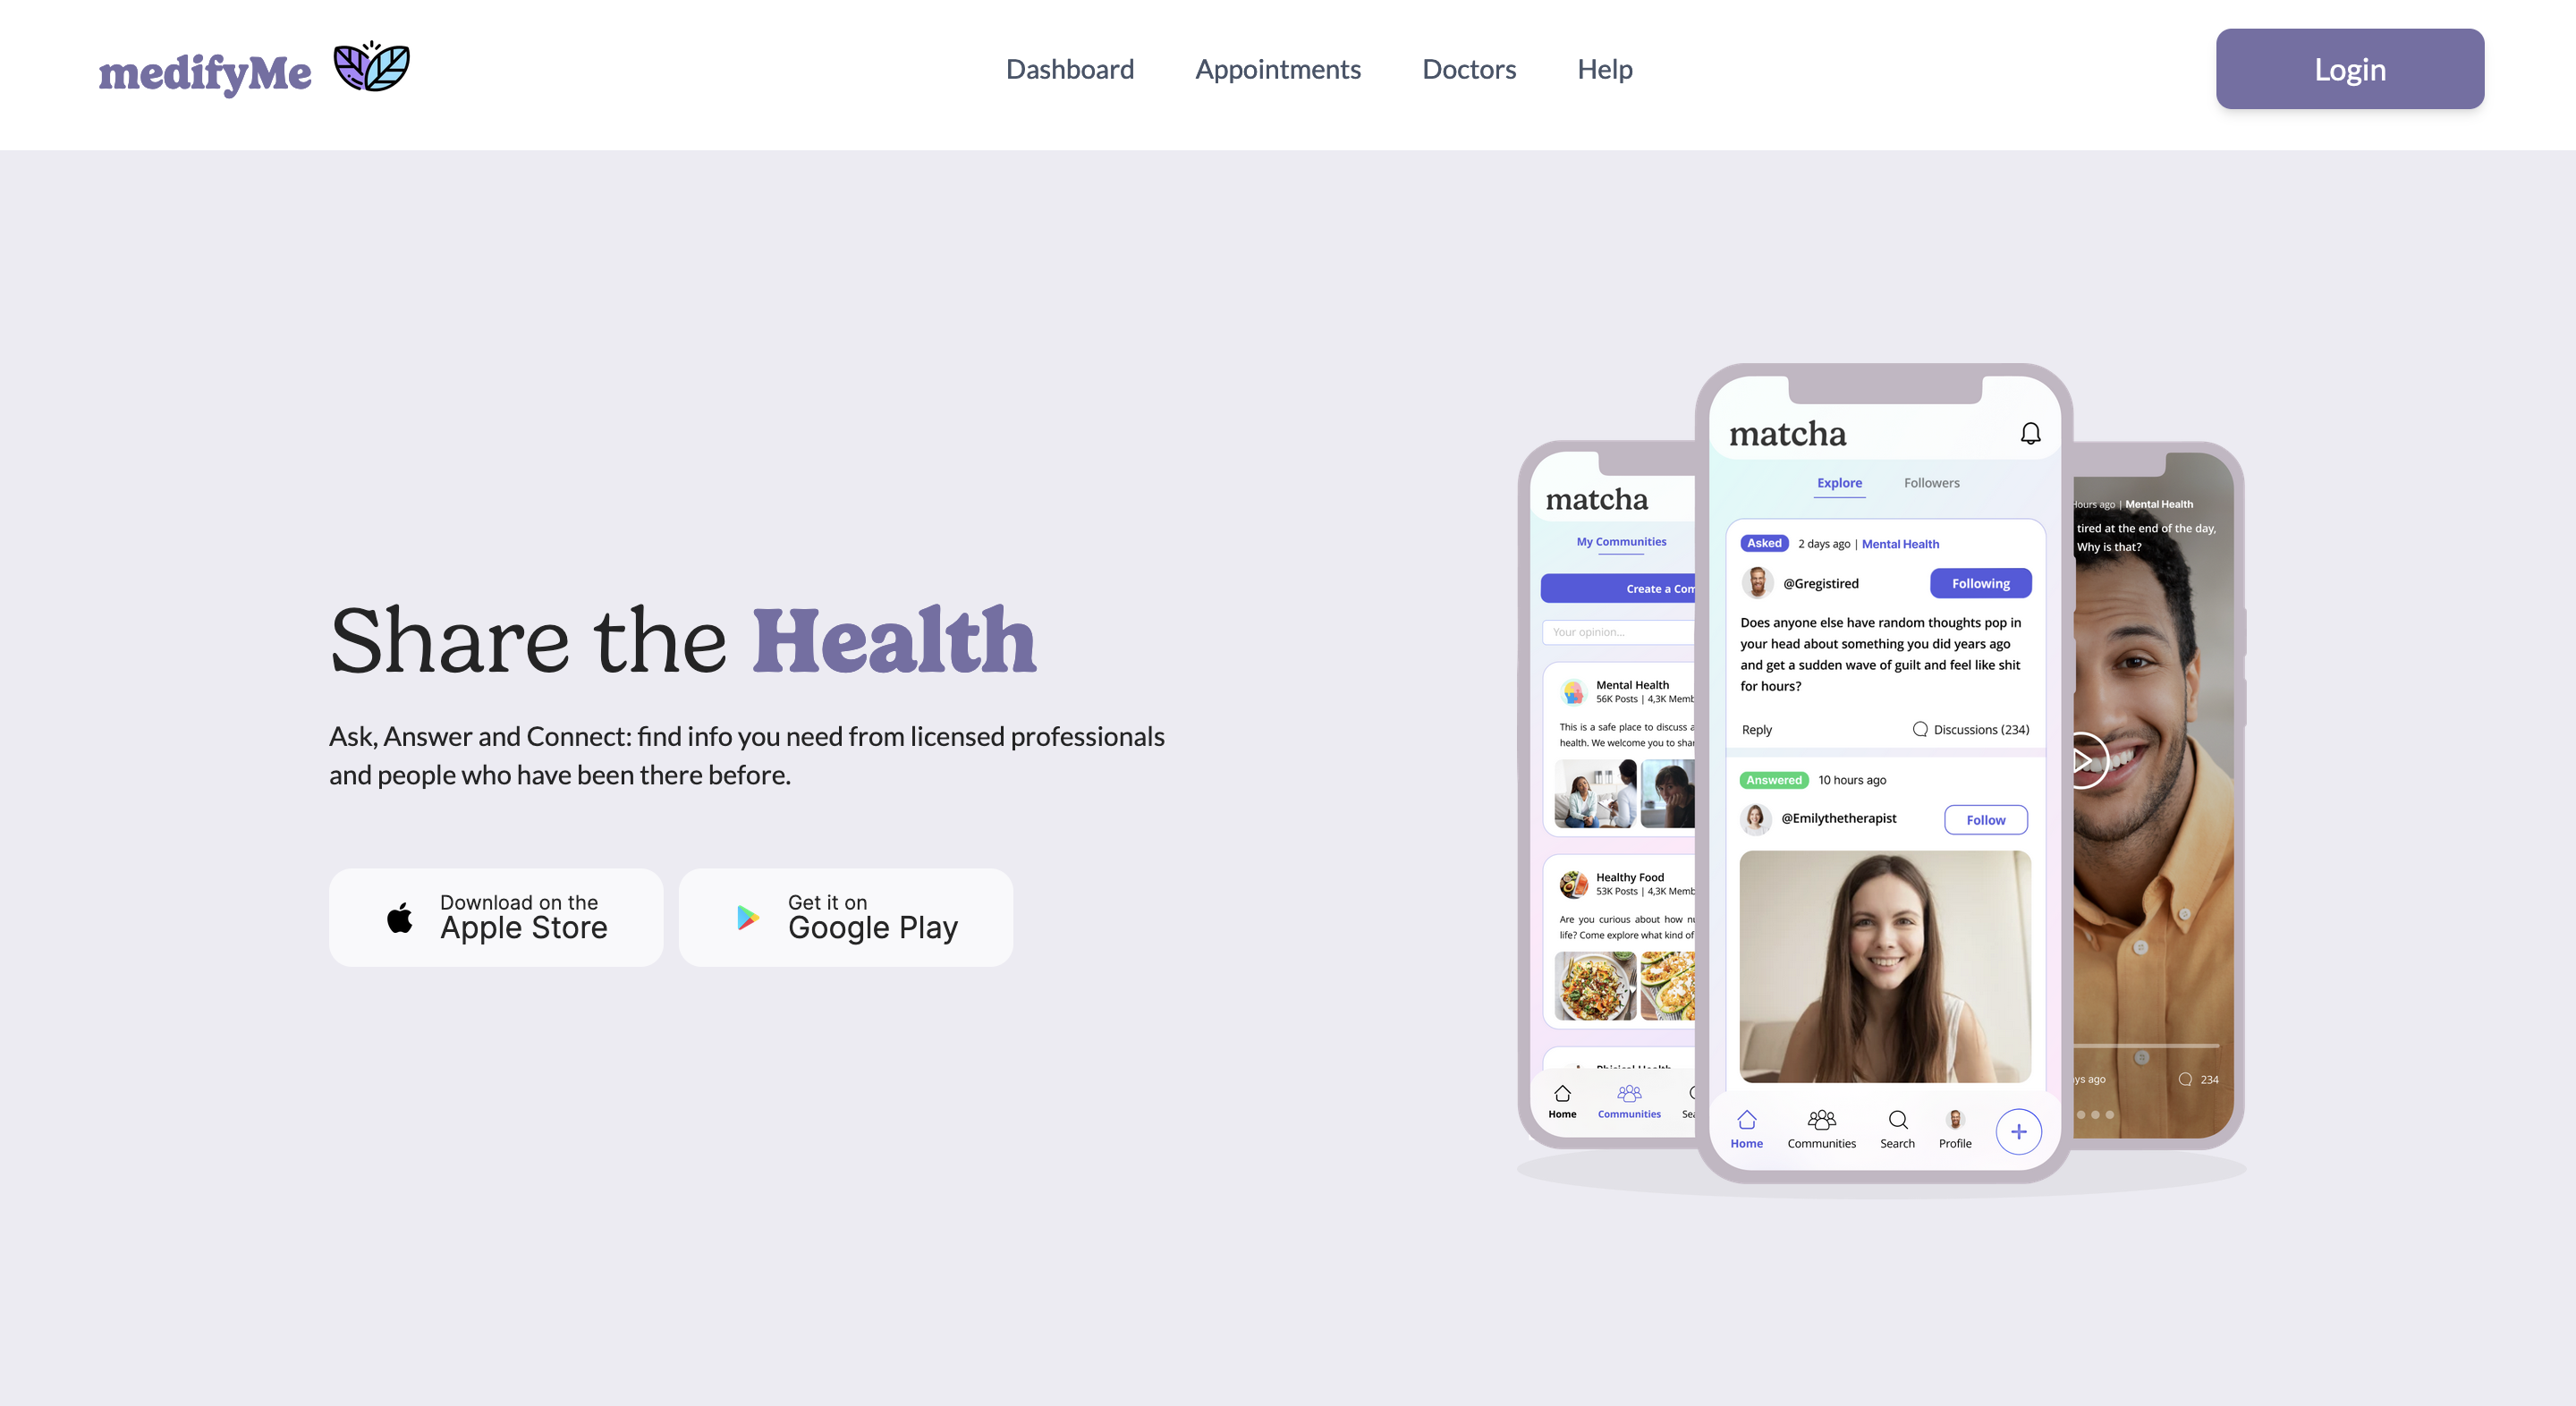 medifyMe
Dashboard Appointments Doctors Help
Login
Share the Health
Ask, Answer and Connect: find info you need from licensed professionals
and people who have been there before.
Download on the
Apple Store
Get it on
Google Play
matcha
My Communities
Create a Com
Your opinion...
Mental Health
56K Posts | 4,3K Memb
This is a safe place to discuss a
health. We welcome you to shar
Healthy Food
53K Posts | 4,3K Memb
Are you curious about how nu
life? Come explore what kind of
Home Communities Sea
matcha
Explore Followers
Asked 2 days ago | Mental Health
@Gregistired Following
Does anyone else have random thoughts pop in
your head about something you did years ago
and get a sudden wave of guilt and feel like shit
for hours?
Reply Discussions (234)
Answered 10 hours ago
@Emilythetherapist Follow
Home Communities Search Profile
Hours ago | Mental Health
tired at the end of the day,
Why is that?
ays ago 234